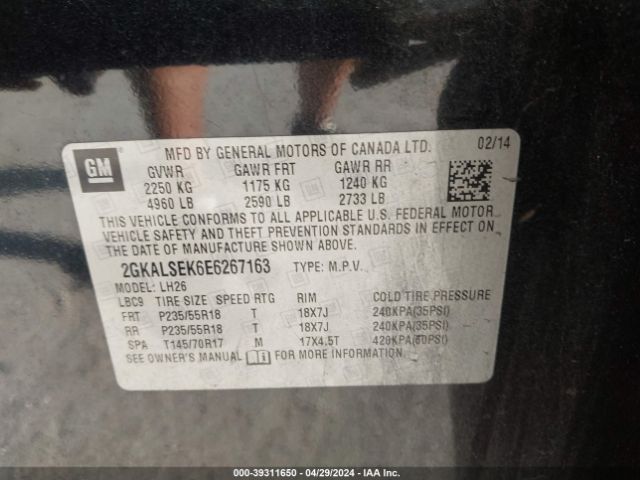 GM
MFD BY GENERAL MOTORS OF CANADA LTD. 02/14
GVWR GAWR FRT GAWR RR
2250 KG 1175 KG 1240 KG
4960 LB 2590 LB 2733 LB
THIS VEHICLE CONFORMS TO ALL APPLICABLE U.S. FEDERAL MOTOR
VEHICLE SAFETY AND THEFT PREVENTION STANDARDS IN EFFECT ON
THE DATE OF MANUFACTURE SHOWN ABOVE.
2GKALSEK6E6267163 TYPE: M.P.V.
MODEL: LH26
LBC9 TIRE SIZE SPEED RTG RIM COLD TIRE PRESSURE
FRT P235/55R18 T 18X7J 240KPA(35PSI)
RR P235/55R18 T 18X7J 240KPA(35PSI)
SPA T145/70R17 M 17X4.5T 420KPA(60PSI)
SEE OWNER'S MANUAL FOR MORE INFORMATION.
000-39311650 / 04/29/2024 / IAA Inc.